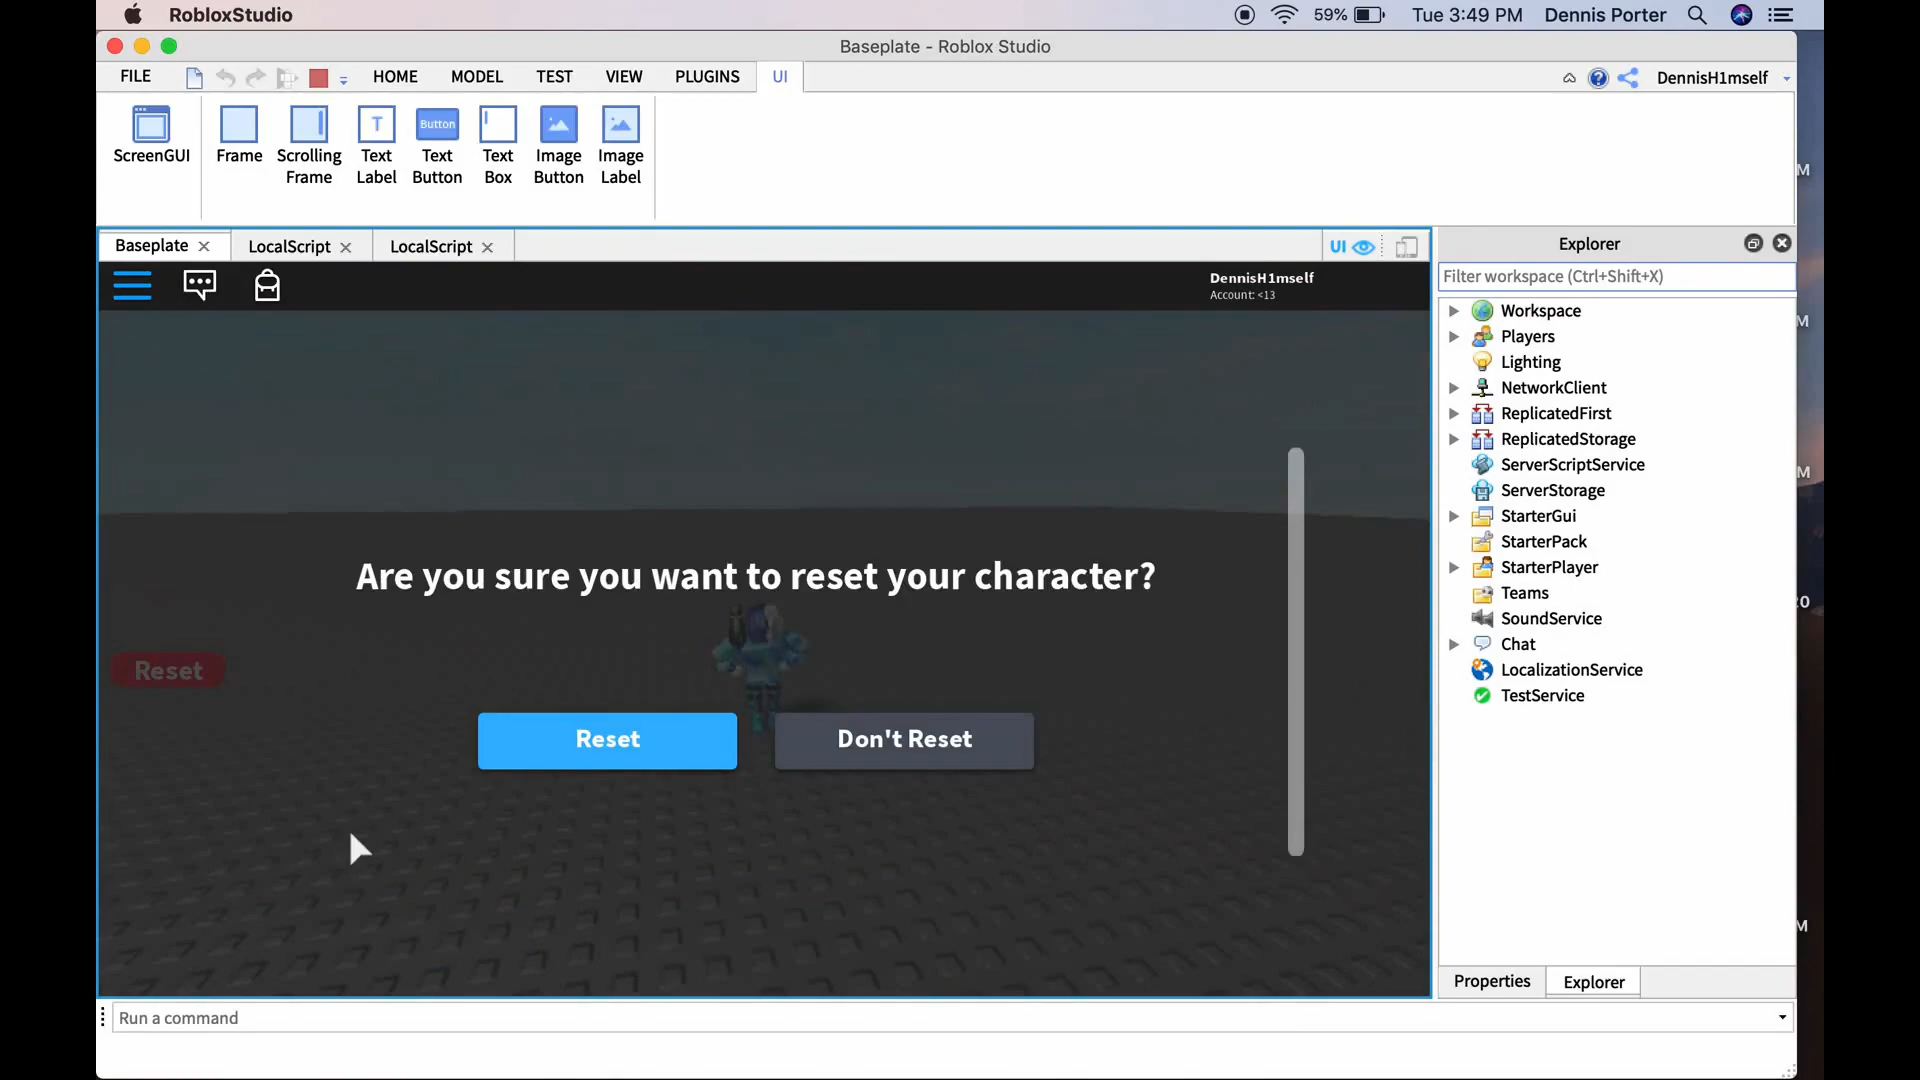 RobloxStudio
59%
Tue 3:49 PM
Dennis Porter
Baseplate - Roblox Studio
FILE
HOME
MODEL
TEST
VIEW
PLUGINS
UI
DennisH1mself
ScreenGUI
Frame
Scrolling
Frame
T
Text
Label
Button
Text
Button
Text
Box
Image
Button
Image
Label
Baseplate
LocalScript
LocalScript
UI
Explorer
Filter workspace (Ctrl+Shift+X)
DennisH1mself
Account: <13
Are you sure you want to reset your character?
Reset
Reset
Don't Reset
Workspace
Players
Lighting
NetworkClient
ReplicatedFirst
ReplicatedStorage
ServerScriptService
ServerStorage
StarterGui
StarterPack
StarterPlayer
Teams
SoundService
Chat
LocalizationService
TestService
Properties
Explorer
Run a command
M
M
M
M